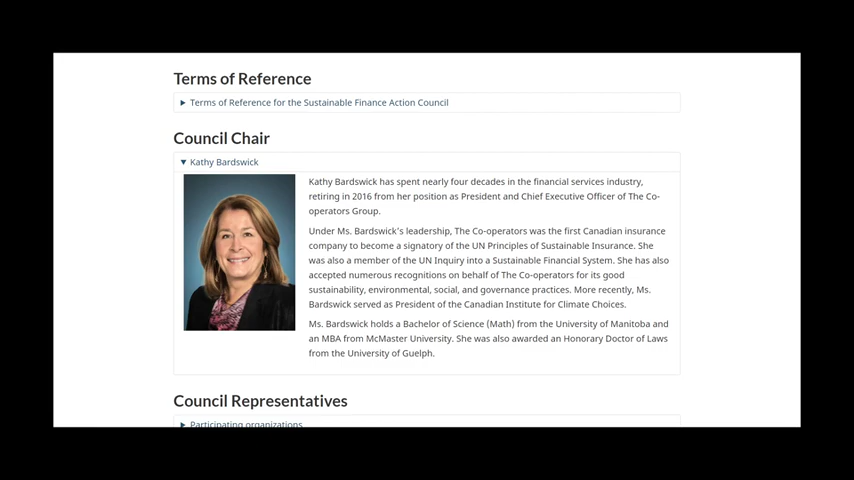 Terms of Reference
Terms of Reference for the Sustainable Finance Action Council
Council Chair
Kathy Bardswick
Kathy Bardswick has spent nearly four decades in the financial services industry,
retiring in 2016 from her position as President and Chief Executive Officer of The Co-
operators Group.
Under Ms. Bardswick's leadership, The Co-operators was the first Canadian insurance
company to become a signatory of the UN Principles of Sustainable Insurance. She
was also a member of the UN Inquiry into a Sustainable Financial System. She has also
accepted numerous recognitions on behalf of The Co-operators for its good
sustainability, environmental, social, and governance practices. More recently, Ms.
Bardswick served as President of the Canadian Institute for Climate Choices.
Ms. Bardswick holds a Bachelor of Science (Math) from the University of Manitoba and
an MBA from McMaster University. She was also awarded an Honorary Doctor of Laws
from the University of Guelph.
Council Representatives
Participating organizations